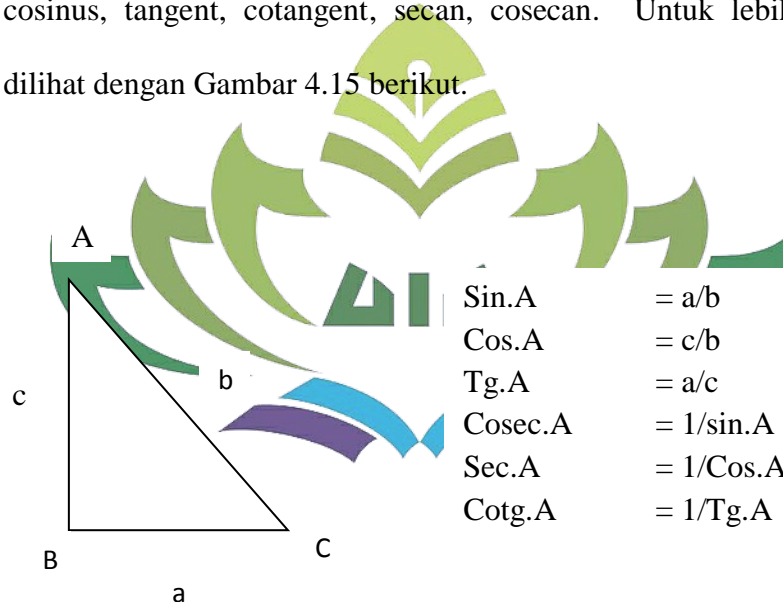 cosinus, tangent, cotangent, secan, cosecan. Untuk lebih
dilihat dengan Gambar 4.15 berikut.
A
Sin.A = a/b
Cos.A = c/b
b
c
Tg.A = a/c
Cosec.A = 1/sin.A
Sec.A = 1/Cos.A
Cotg.A = 1/Tg.A
B
C
a